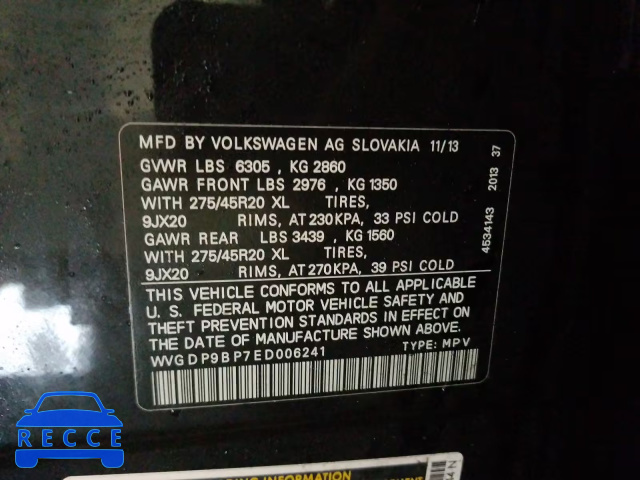 MFD BY VOLKSWAGEN AG SLOVAKIA 11/13
GVWR LBS 6305 , KG 2860
GAWR FRONT LBS 2976 , KG 1350
WITH 275/45R20 XL TIRES,
9JX20 RIMS, AT 230KPA, 33 PSI COLD
GAWR REAR LBS 3439 , KG 1560
WITH 275/45R20 XL TIRES,
9JX20 RIMS, AT 270KPA, 39 PSI COLD
THIS VEHICLE CONFORMS TO ALL APPLICABLE
U. S. FEDERAL MOTOR VEHICLE SAFETY AND
THEFT PREVENTION STANDARDS IN EFFECT ON
THE DATE OF MANUFACTURE SHOWN ABOVE.
WVGDP9BP7ED006241 TYPE: MPV
4534143 2013 37
RECCE
INFORMATION